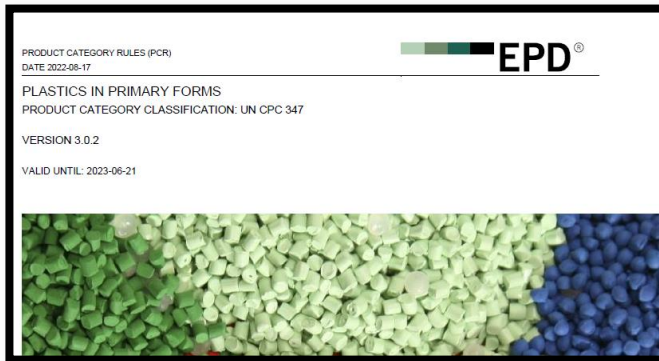 PRODUCT CATEGORY RULES (PCR)
DATE 2022-08-17
EPD®
PLASTICS IN PRIMARY FORMS
PRODUCT CATEGORY CLASSIFICATION: UN CPC 347
VERSION 3.0.2
VALID UNTIL: 2023-06-21